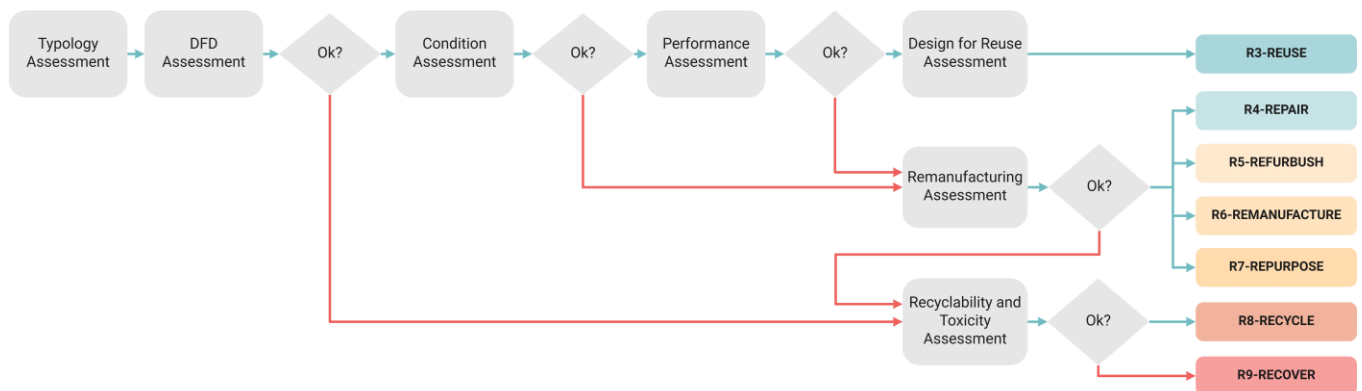 Typology
Assessment
DFD
Assessment
Ok?
Condition
Assessment
Ok?
Performance
Assessment
Ok?
Design for Reuse
Assessment
R3-REUSE
R4-REPAIR
Remanufacturing
Assessment
Ok?
R5-REFURBUSH
R6-REMANUFACTURE
R7-REPURPOSE
Recyclability and
Toxicity
Assessment
Ok?
R8-RECYCLE
R9-RECOVER